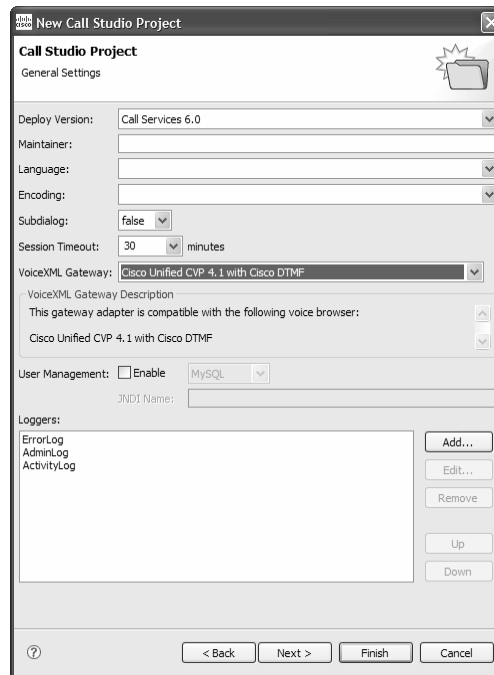 cisco New Call Studio Project
Call Studio Project
General Settings
Deploy Version: Call Services 6.0
Maintainer:
Language:
Encoding:
Subdialog: false
Session Timeout: 30 minutes
VoiceXML Gateway: Cisco Unified CVP 4.1 with Cisco DTMF
VoiceXML Gateway Description
This gateway adapter is compatible with the following voice browser:
Cisco Unified CVP 4.1 with Cisco DTMF
User Management: Enable MySQL
JNDI Name:
Loggers:
ErrorLog
AdminLog
ActivityLog
Add...
Edit...
Remove
Up
Down
? < Back Next > Finish Cancel